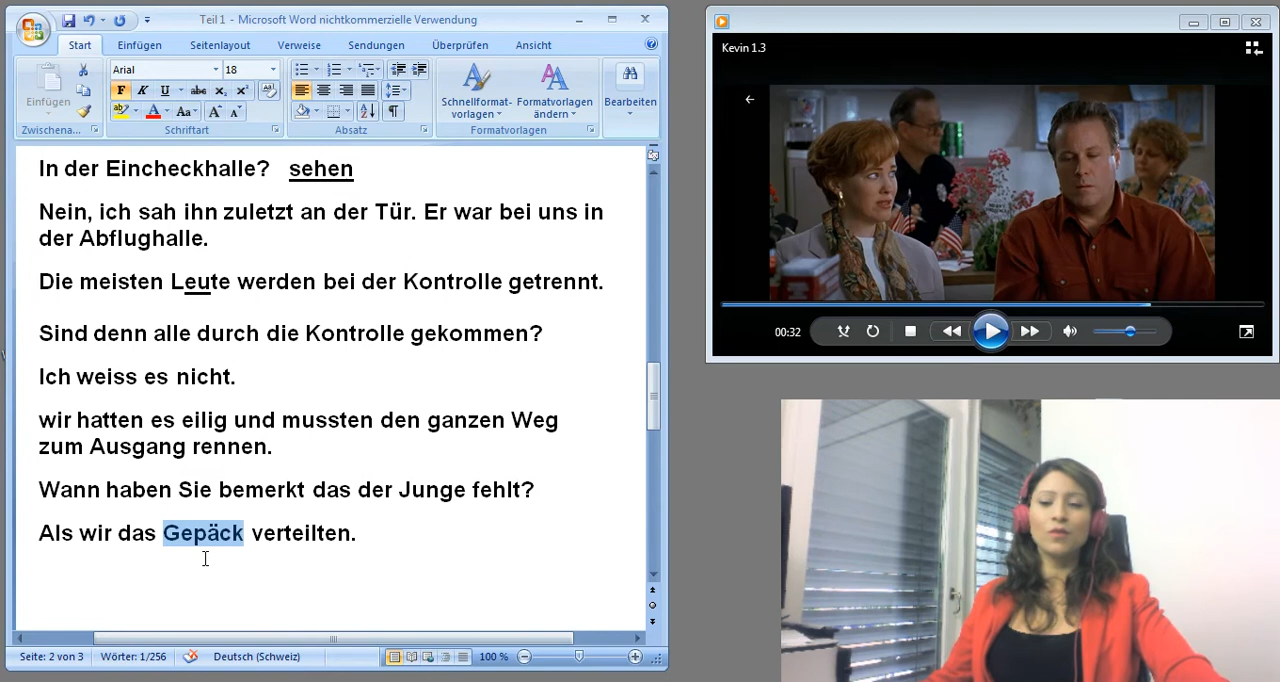 Teil 1 - Microsoft Word nichtkommerzielle Verwendung
Start Einfügen Seitenlayout Verweise Sendungen Überprüfen Ansicht
Arial 18
Einfügen
F K U abc x₂ x²
ab A Aa A A
Schnellformat-vorlagen
Formatvorlagen ändern
Bearbeiten
Zwischena... Schriftart Absatz Formatvorlagen
In der Eincheckhalle? sehen
Nein, ich sah ihn zuletzt an der Tür. Er war bei uns in
der Abflughalle.
Die meisten Leute werden bei der Kontrolle getrennt.
Sind denn alle durch die Kontrolle gekommen?
Ich weiss es nicht.
wir hatten es eilig und mussten den ganzen Weg
zum Ausgang rennen.
Wann haben Sie bemerkt das der Junge fehlt?
Als wir das Gepäck verteilten.
Seite: 2 von 3 Wörter: 1/256 Deutsch (Schweiz) 100 %
Kevin 1.3
00:32